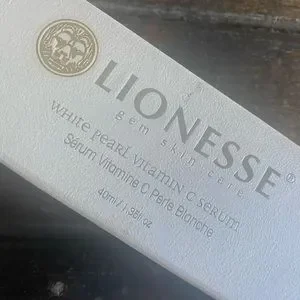 LIONESSE®
gem skin care
WHITE PEARL VITAMIN C SERUM
Sérum Vitamine C Perle Blanche
40ml / 1.35fl oz